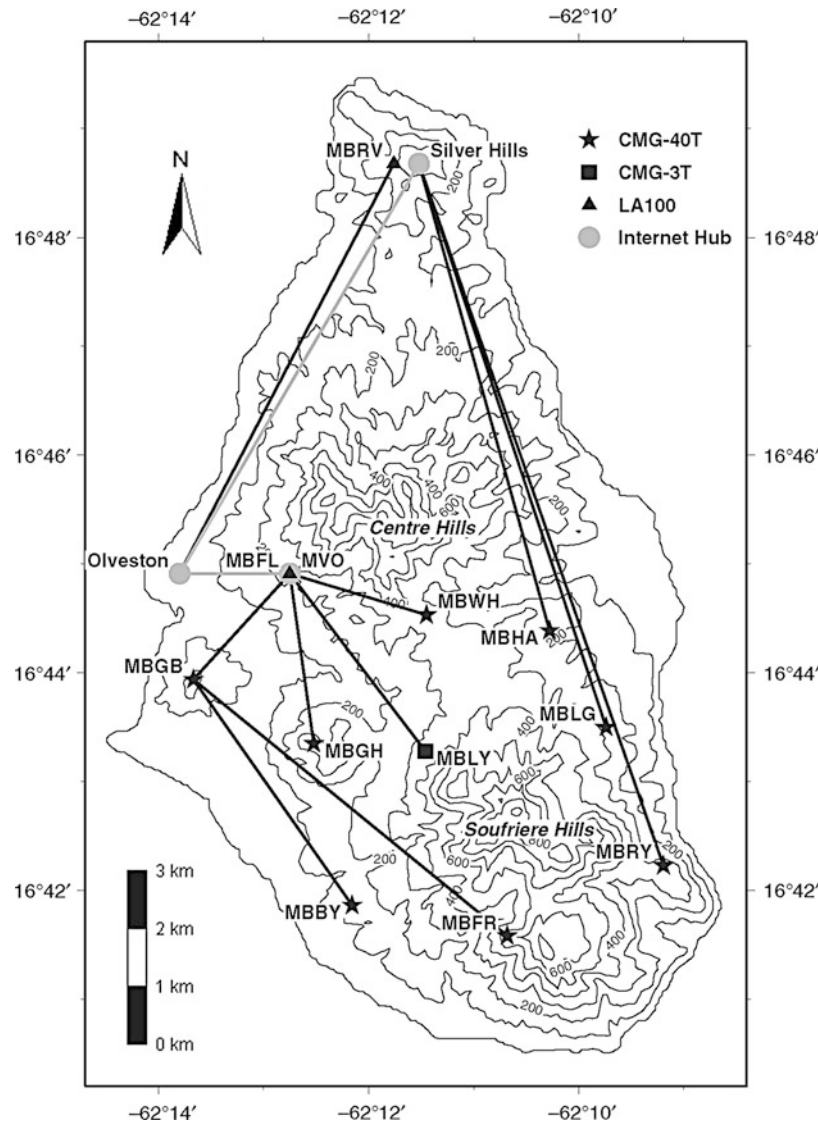 −62°14′ −62°12′ −62°10′
N
MBRV Silver Hills
CMG-40T
CMG-3T
LA100
Internet Hub
200
16°48′ 16°48′
200
200
16°46′ 16°46′
400
400
600
200
Centre Hills
Olveston MBFL MVO
400
MBWH
MBHA
200
16°44′ 16°44′
MBGB
200
MBGH
MBLY
400
MBLG
600
Soufriere Hills
800
MBRY
200
200
600
16°42′ 16°42′
400
MBBY
MBFR
400
600
200
3 km
2 km
1 km
0 km
−62°14′ −62°12′ −62°10′